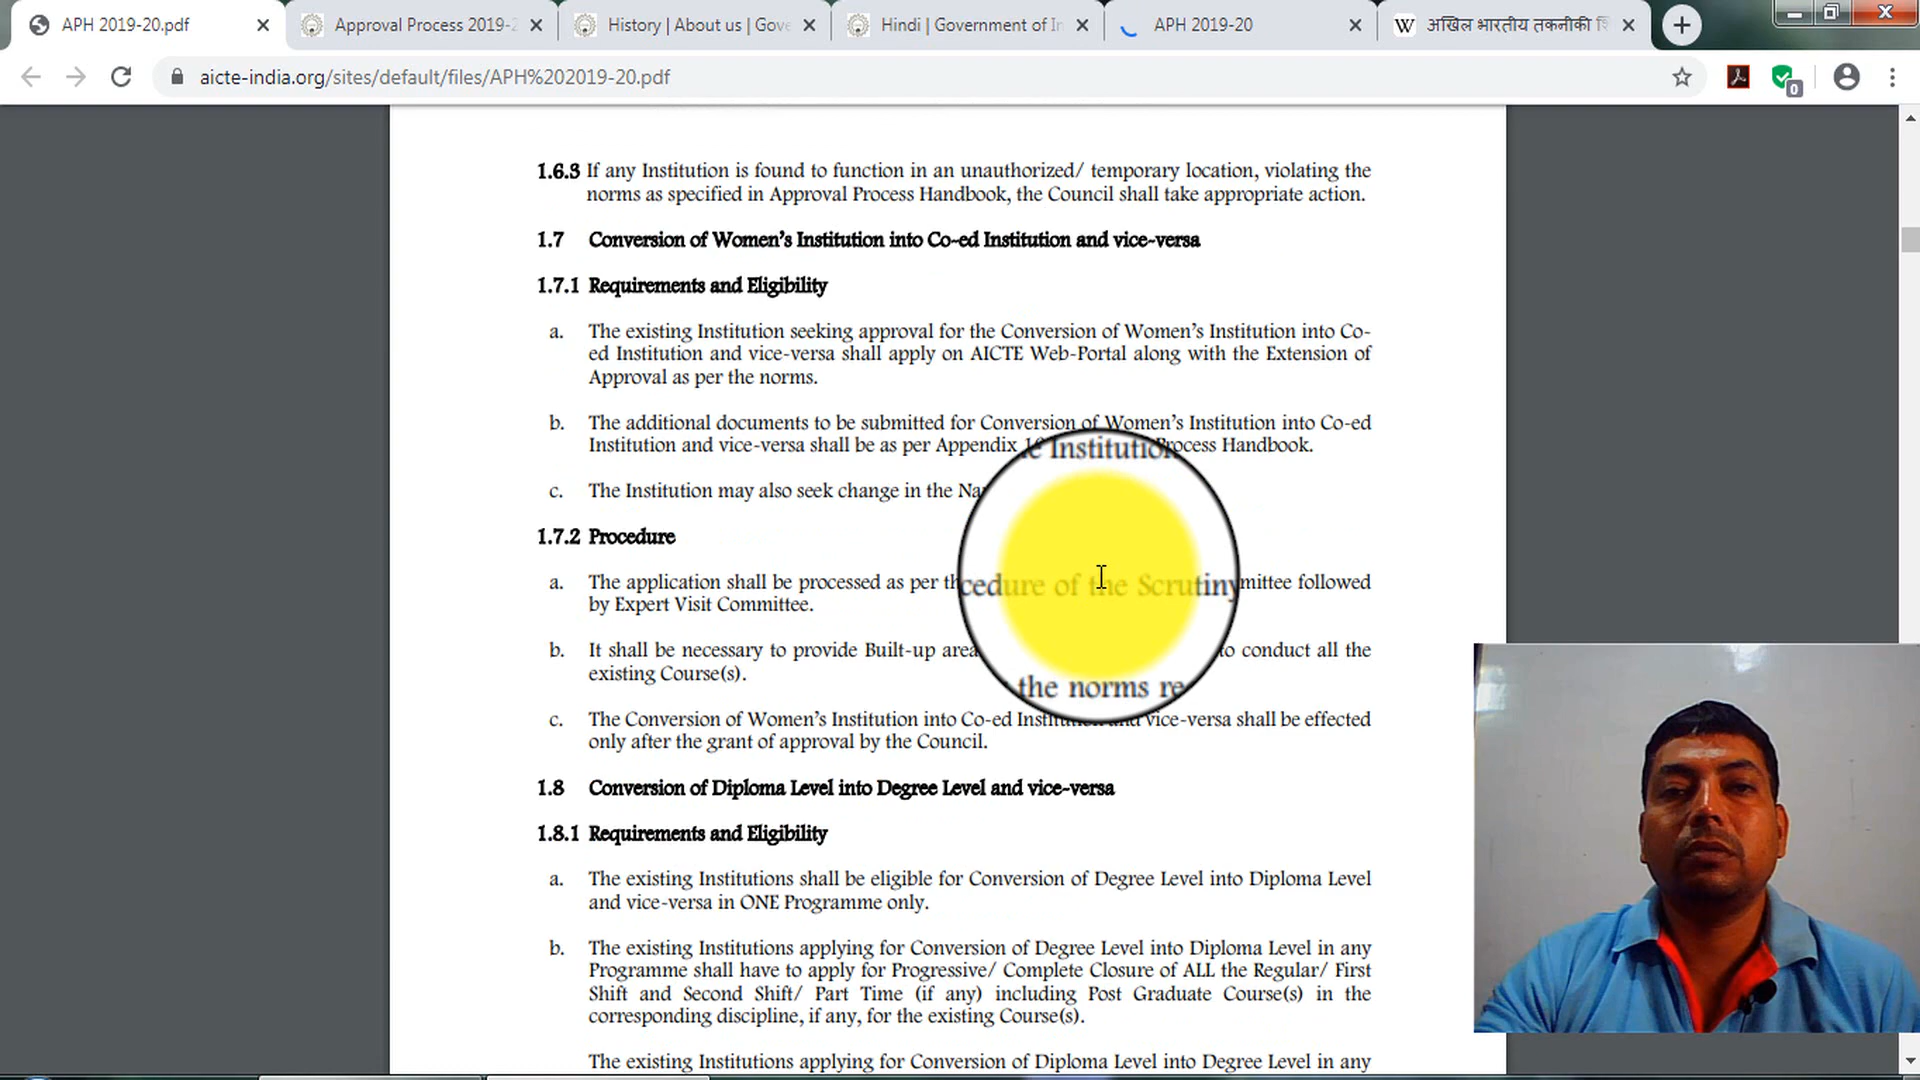 APH 2019-20.pdf
Approval Process 2019-2
History | About us | Gove
Hindi | Government of In
APH 2019-20
अखिल भारतीय तकनीकी शि
aicte-india.org/sites/default/files/APH%202019-20.pdf
0
1.6.3 If any Institution is found to function in an unauthorized/ temporary location, violating the
norms as specified in Approval Process Handbook, the Council shall take appropriate action.
1.7 Conversion of Women's Institution into Co-ed Institution and vice-versa
1.7.1 Requirements and Eligibility
a. The existing Institution seeking approval for the Conversion of Women's Institution into Co-
ed Institution and vice-versa shall apply on AICTE Web-Portal along with the Extension of
Approval as per the norms.
b. The additional documents to be submitted for Conversion of Women's Institution into Co-ed
Institution and vice-versa shall be as per Appendix Institution Process Handbook.
c. The Institution may also seek change in the
1.7.2 Procedure
a. The application shall be processed as per of the Scrutiny followed
by Expert Visit Committee.
b. It shall be necessary to provide Built-up area to conduct all the
existing Course(s).
the norms
c. The Conversion of Women's Institution into Co-ed Institution and vice-versa shall be effected
only after the grant of approval by the Council.
1.8 Conversion of Diploma Level into Degree Level and vice-versa
1.8.1 Requirements and Eligibility
a. The existing Institutions shall be eligible for Conversion of Degree Level into Diploma Level
and vice-versa in ONE Programme only.
b. The existing Institutions applying for Conversion of Degree Level into Diploma Level in any
Programme shall have to apply for Progressive/ Complete Closure of ALL the Regular/ First
Shift and Second Shift/ Part Time (if any) including Post Graduate Course(s) in the
corresponding discipline, if any, for the existing Course(s).
The existing Institutions applying for Conversion of Diploma Level into Degree Level in any